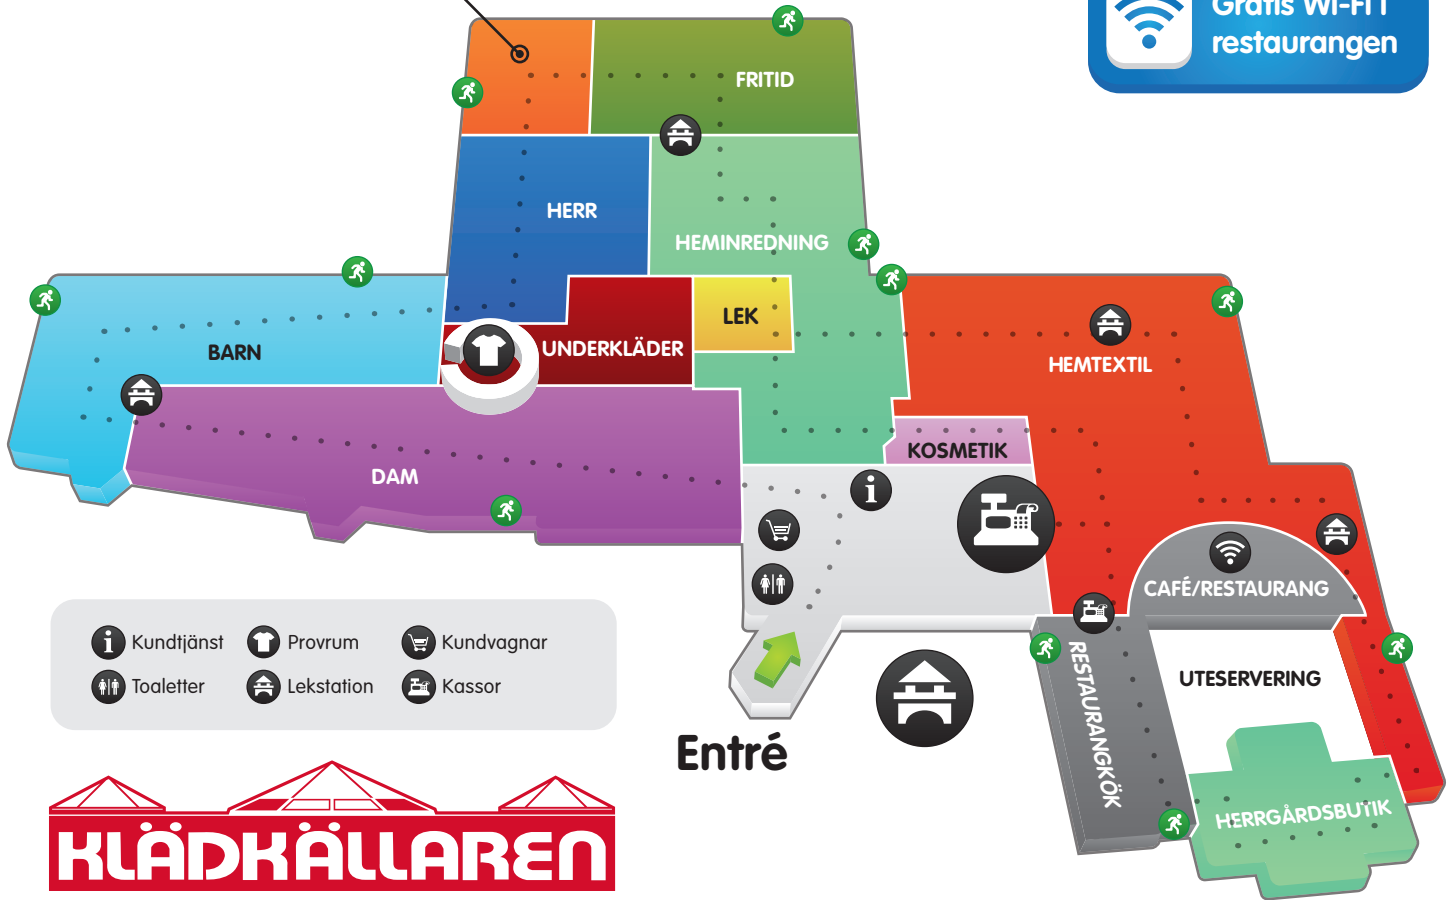 Gratis Wi-Fi i
restaurangen
FRITID
HERR
HEMINREDNING
LEK
BARN
UNDERKLÄDER
HEMTEXTIL
KOSMETIK
DAM
CAFÉ/RESTAURANG
UTESERVERING
RESTAURANGKÖK
HERRGÅRDSBUTIK
Entré
i Kundtjänst
Provrum
Kundvagnar
Toaletter
Lekstation
Kassor
KLÄDKÄLLAREN